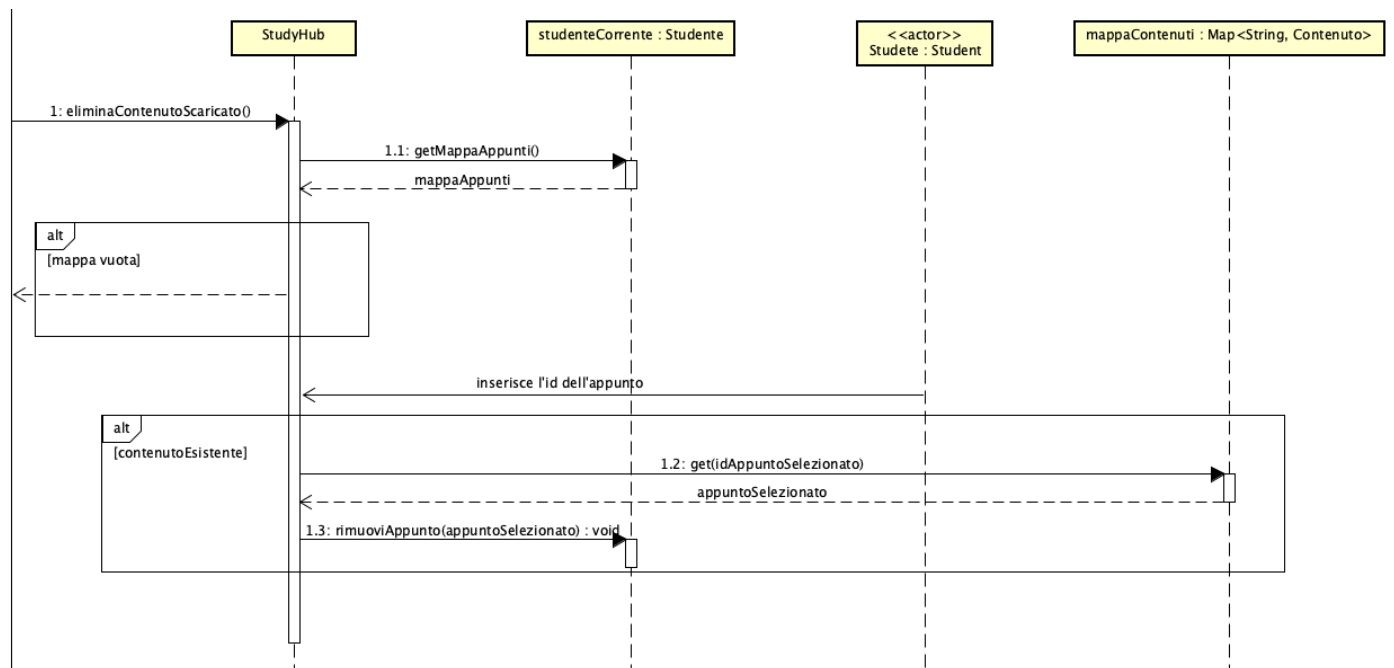 StudyHub
studenteCorrente : Studente
<<actor>>
Studete : Student
mappaContenuti : Map<String, Contenuto>
1: eliminaContenutoScaricato()
1.1: getMappaAppunti()
mappaAppunti
alt
[mappa vuota]
inserisce l'id dell'appunto
alt
[contenutoEsistente]
1.2: get(idAppuntoSelezionato)
appuntoSelezionato
1.3: rimuoviAppunto(appuntoSelezionato) : void